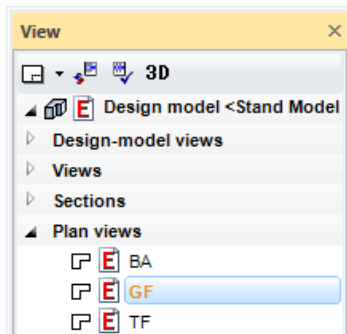 View
3D
E Design model <Stand Model
Design-model views
Views
Sections
Plan views
E BA
E GF
E TF